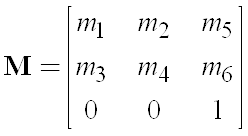 M = [ m₁ m₂ m₅
m₃ m₄ m₆
0 0 1 ]